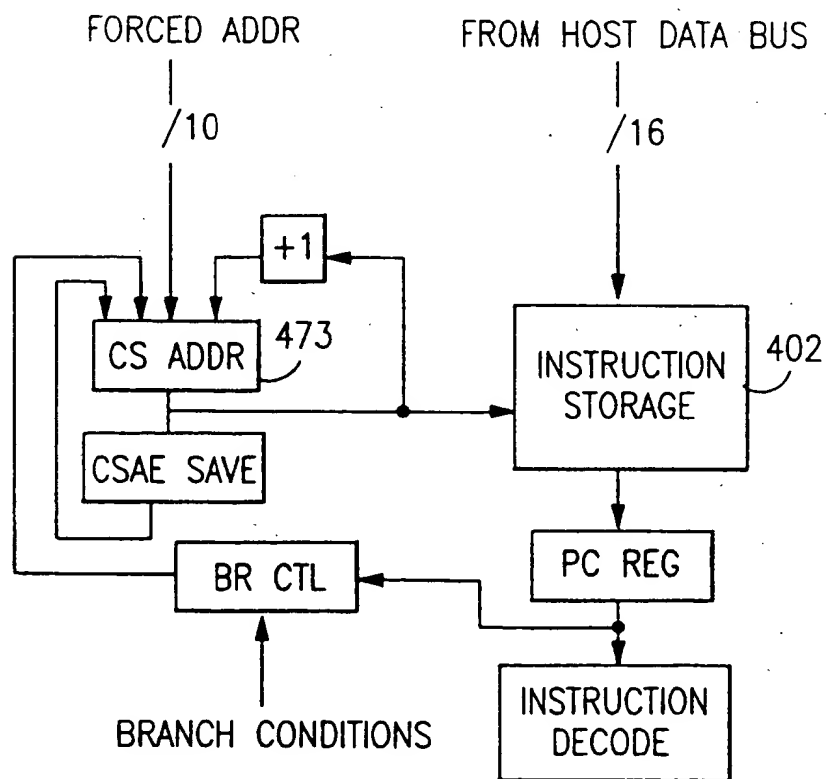 FORCED ADDR
FROM HOST DATA BUS
/10
/16
+1
CS ADDR
473
INSTRUCTION
STORAGE
402
CSAE SAVE
BR CTL
PC REG
BRANCH CONDITIONS
INSTRUCTION
DECODE